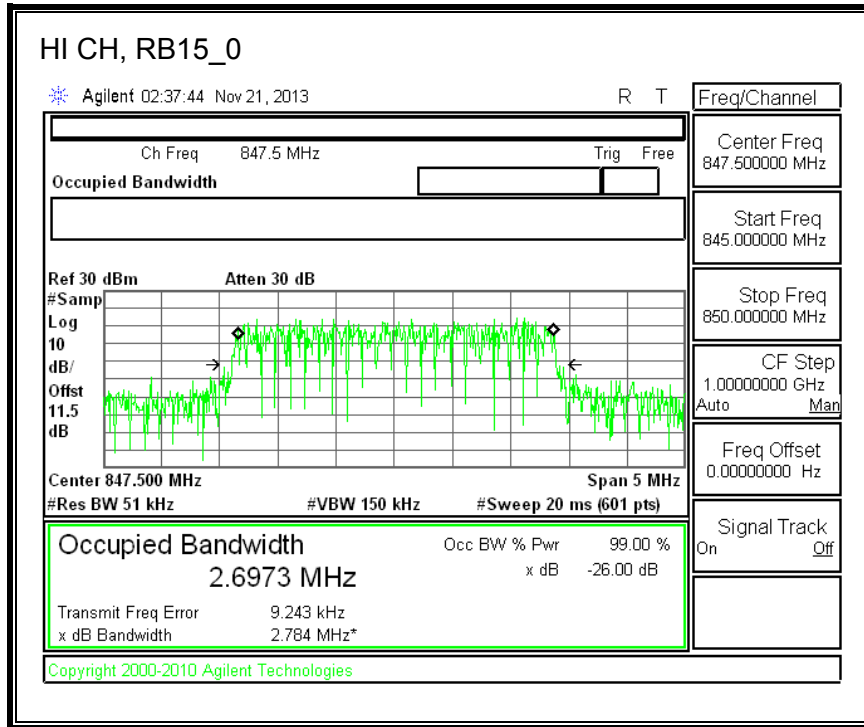 HI CH, RB15_0
Agilent 02:37:44 Nov 21, 2013 R T
Freq/Channel
Ch Freq 847.5 MHz Trig Free
Occupied Bandwidth
Center Freq
847.500000 MHz
Start Freq
845.000000 MHz
Stop Freq
850.000000 MHz
CF Step
1.00000000 GHz
Auto Man
Freq Offset
0.00000000 Hz
Signal Track
On Off
Ref 30 dBm Atten 30 dB
#Samp
Log
10
dB/
Offst
11.5
dB
Center 847.500 MHz Span 5 MHz
#Res BW 51 kHz #VBW 150 kHz #Sweep 20 ms (601 pts)
Occupied Bandwidth Occ BW % Pwr 99.00 %
2.6973 MHz x dB -26.00 dB
Transmit Freq Error 9.243 kHz
x dB Bandwidth 2.784 MHz*
Copyright 2000-2010 Agilent Technologies